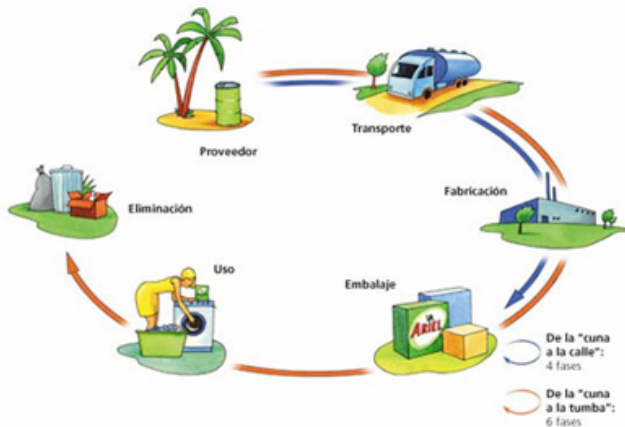 Proveedor
Transporte
Fabricación
Embalaje
ARIEL
Uso
Eliminación
De la "cuna
a la calle":
4 fases
De la "cuna
a la tumba":
6 fases